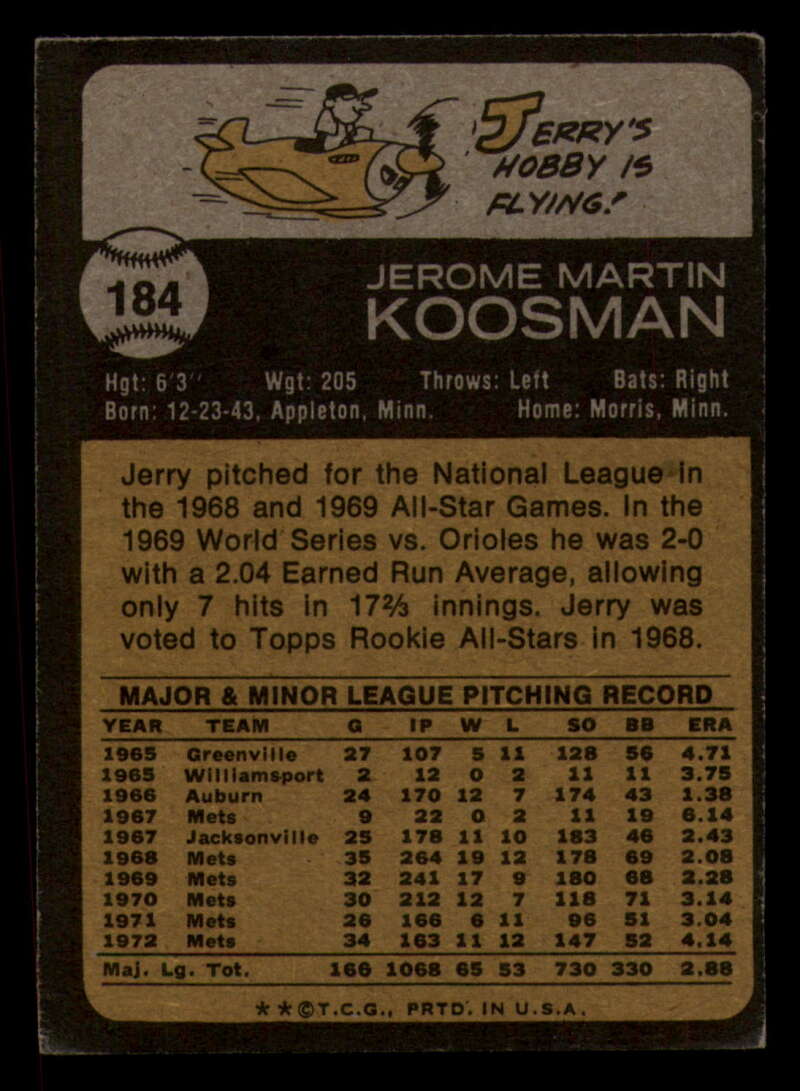 JERRY'S
HOBBY IS
FLYING!
184
JEROME MARTIN
KOOSMAN
Hgt: 6'3" Wgt: 205 Throws: Left Bats: Right
Born: 12-23-43, Appleton, Minn. Home: Morris, Minn.
Jerry pitched for the National League in
the 1968 and 1969 All-Star Games. In the
1969 World Series vs. Orioles he was 2-0
with a 2.04 Earned Run Average, allowing
only 7 hits in 17⅔ innings. Jerry was
voted to Topps Rookie All-Stars in 1968.
MAJOR & MINOR LEAGUE PITCHING RECORD
YEAR TEAM G IP W L SO BB ERA
1965 Greenville 27 107 5 11 128 56 4.71
1965 Williamsport 2 12 0 2 11 11 3.75
1966 Auburn 24 170 12 7 174 43 1.38
1967 Mets 9 22 0 2 11 19 6.14
1967 Jacksonville 25 178 11 10 183 46 2.43
1968 Mets 35 264 19 12 178 69 2.08
1969 Mets 32 241 17 9 180 68 2.28
1970 Mets 30 212 12 7 118 71 3.14
1971 Mets 26 166 6 11 96 51 3.04
1972 Mets 34 163 11 12 147 52 4.14
Maj. Lg. Tot. 166 1068 65 53 730 330 2.88
* * ©T.C.G., PRTD. IN U.S.A.